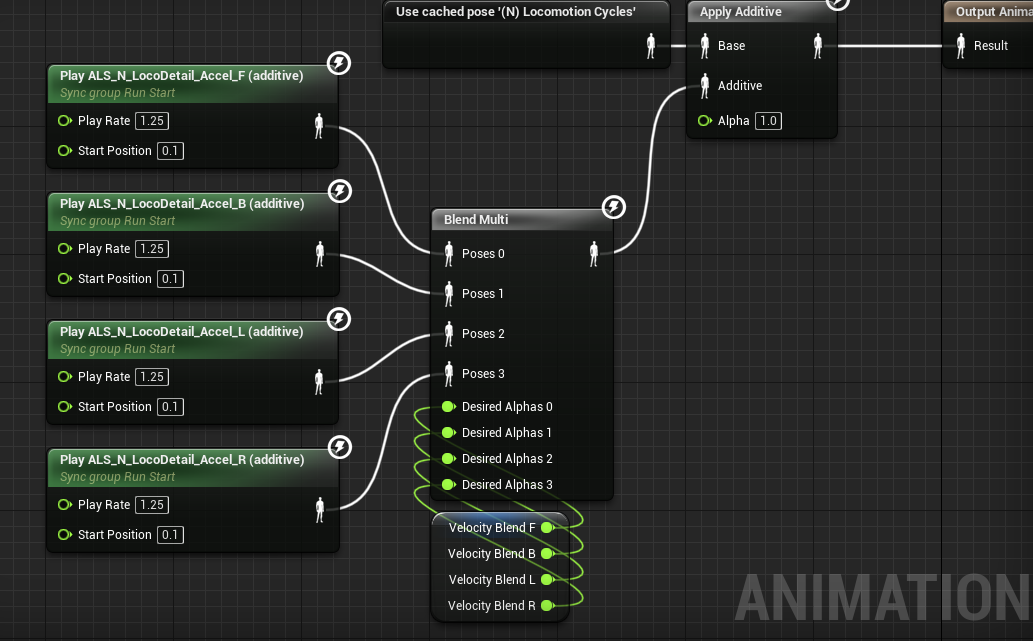 Use cached pose '(N) Locomotion Cycles'
Apply Additive
Output Anima
Base
Result
Additive
Alpha 1.0
Play ALS_N_LocoDetail_Accel_F (additive)
Sync group Run Start
Play Rate 1.25
Start Position 0.1
Play ALS_N_LocoDetail_Accel_B (additive)
Sync group Run Start
Play Rate 1.25
Start Position 0.1
Play ALS_N_LocoDetail_Accel_L (additive)
Sync group Run Start
Play Rate 1.25
Start Position 0.1
Play ALS_N_LocoDetail_Accel_R (additive)
Sync group Run Start
Play Rate 1.25
Start Position 0.1
Blend Multi
Poses 0
Poses 1
Poses 2
Poses 3
Desired Alphas 0
Desired Alphas 1
Desired Alphas 2
Desired Alphas 3
Velocity Blend F
Velocity Blend B
Velocity Blend L
Velocity Blend R
ANIMATION